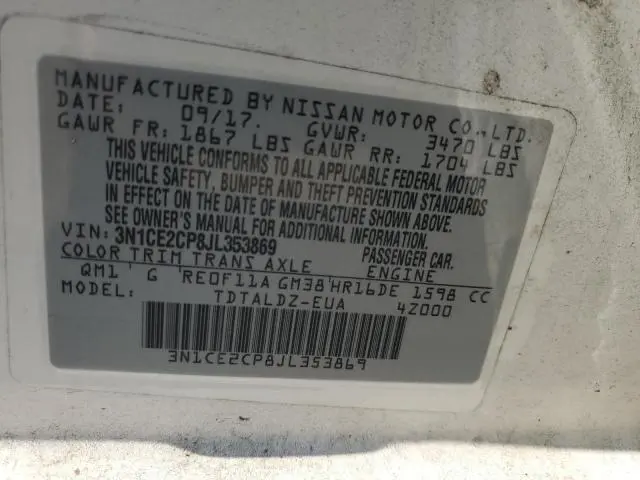 MANUFACTURED BY NISSAN MOTOR CO.,LTD.
DATE: 09/17. GVWR: 3470 LBS
GAWR FR: 1867 LBS GAWR RR: 1704 LBS
THIS VEHICLE CONFORMS TO ALL APPLICABLE FEDERAL MOTOR
VEHICLE SAFETY, BUMPER AND THEFT PREVENTION STANDARDS
IN EFFECT ON THE DATE OF MANUFACTURE SHOWN ABOVE.
SEE OWNER'S MANUAL FOR ADDITIONAL INFORMATION.
VIN: 3N1CE2CP8JL353869 PASSENGER CAR.
COLOR TRIM TRANS AXLE ENGINE
QM1 ' G 'RE0F11A GM38'HR16DE 1598 CC
MODEL: TDTALDZ-EUA 4Z000
3N1CE2CP8JL353869